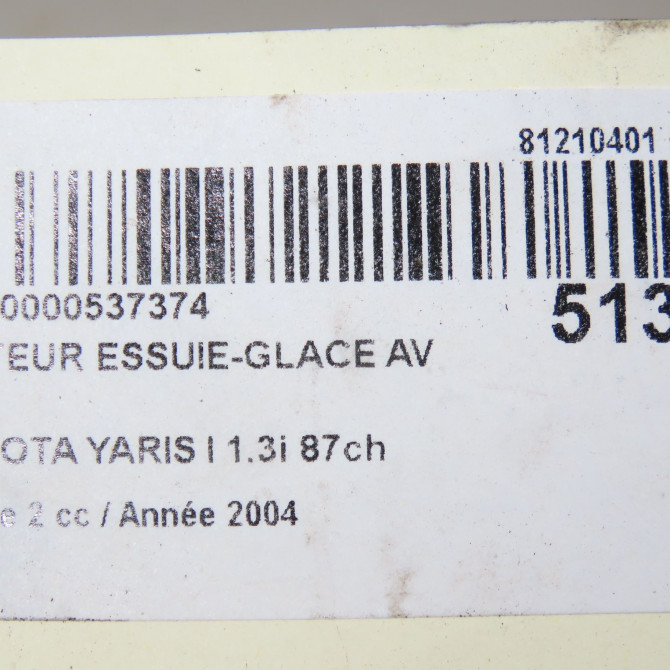 81210401
0000537374
513
TEUR ESSUIE-GLACE AV
OTA YARIS I 1.3i 87ch
e 2 cc / Année 2004